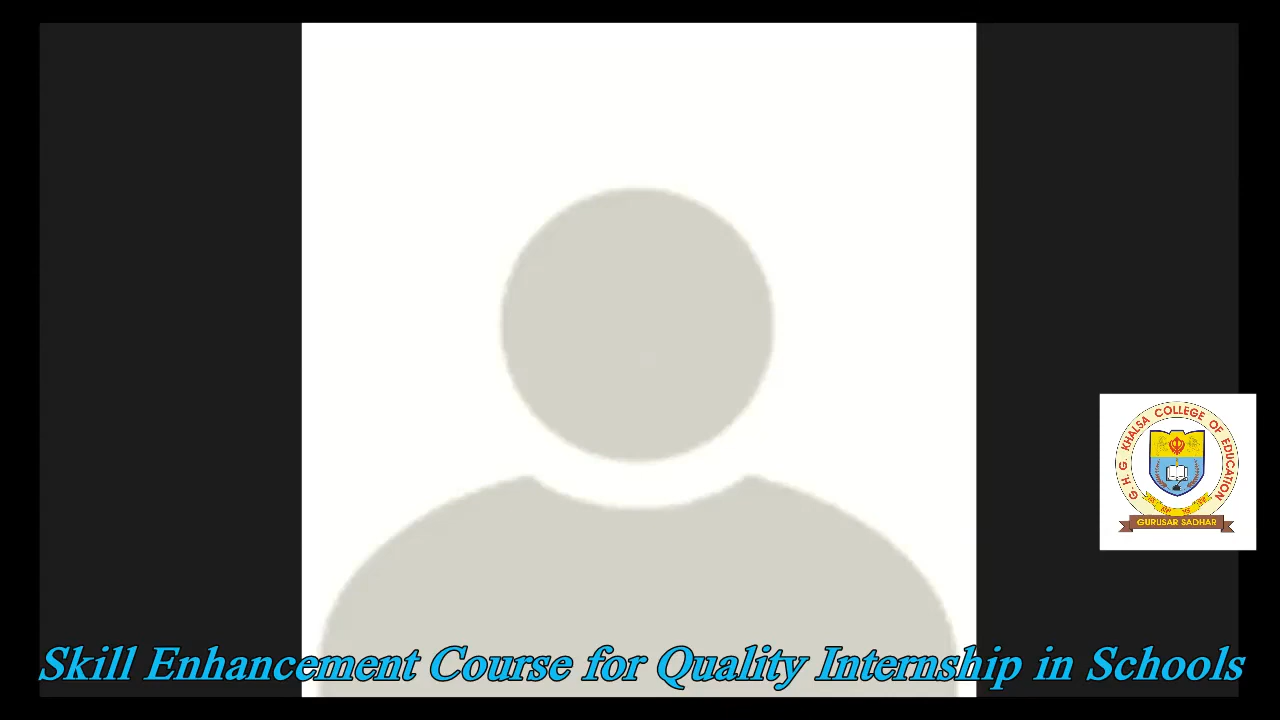 G. H. G. KHALSA COLLEGE OF EDUCATION
GURUSAR SADHAR
Skill Enhancement Course for Quality Internship in Schools